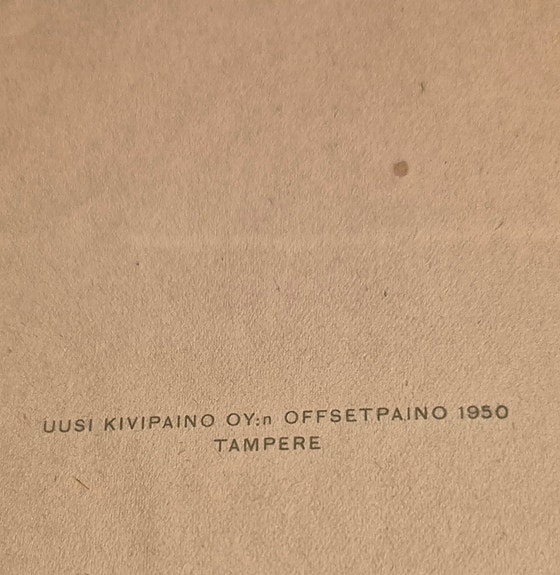 UUSI KIVIPAINO OY:n OFFSETPAINO 1950
TAMPERE